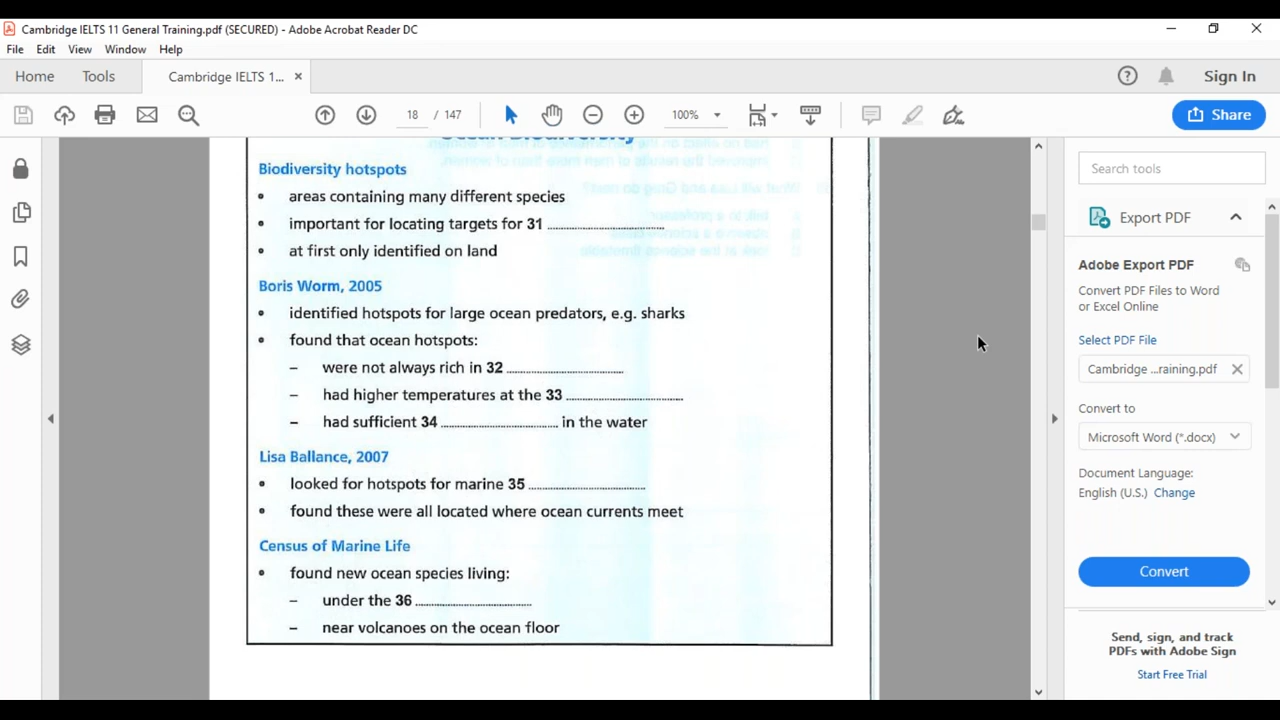 Cambridge IELTS 11 General Training.pdf (SECURED) - Adobe Acrobat Reader DC
File Edit View Window Help
Home Tools Cambridge IELTS 1... × Sign In
18 / 147 100% Share
Ocean Biodiversity
Biodiversity hotspots
• areas containing many different species
• important for locating targets for 31 ..............................
• at first only identified on land
Boris Worm, 2005
• identified hotspots for large ocean predators, e.g. sharks
• found that ocean hotspots:
– were not always rich in 32 ..............................
– had higher temperatures at the 33 ..............................
– had sufficient 34 .............................. in the water
Lisa Ballance, 2007
• looked for hotspots for marine 35 ..............................
• found these were all located where ocean currents meet
Census of Marine Life
• found new ocean species living:
– under the 36 ..............................
– near volcanoes on the ocean floor
Search tools
Export PDF
Adobe Export PDF
Convert PDF Files to Word
or Excel Online
Select PDF File
Cambridge ...raining.pdf
Convert to
Microsoft Word (*.docx)
Document Language:
English (U.S.) Change
Convert
Send, sign, and track
PDFs with Adobe Sign
Start Free Trial